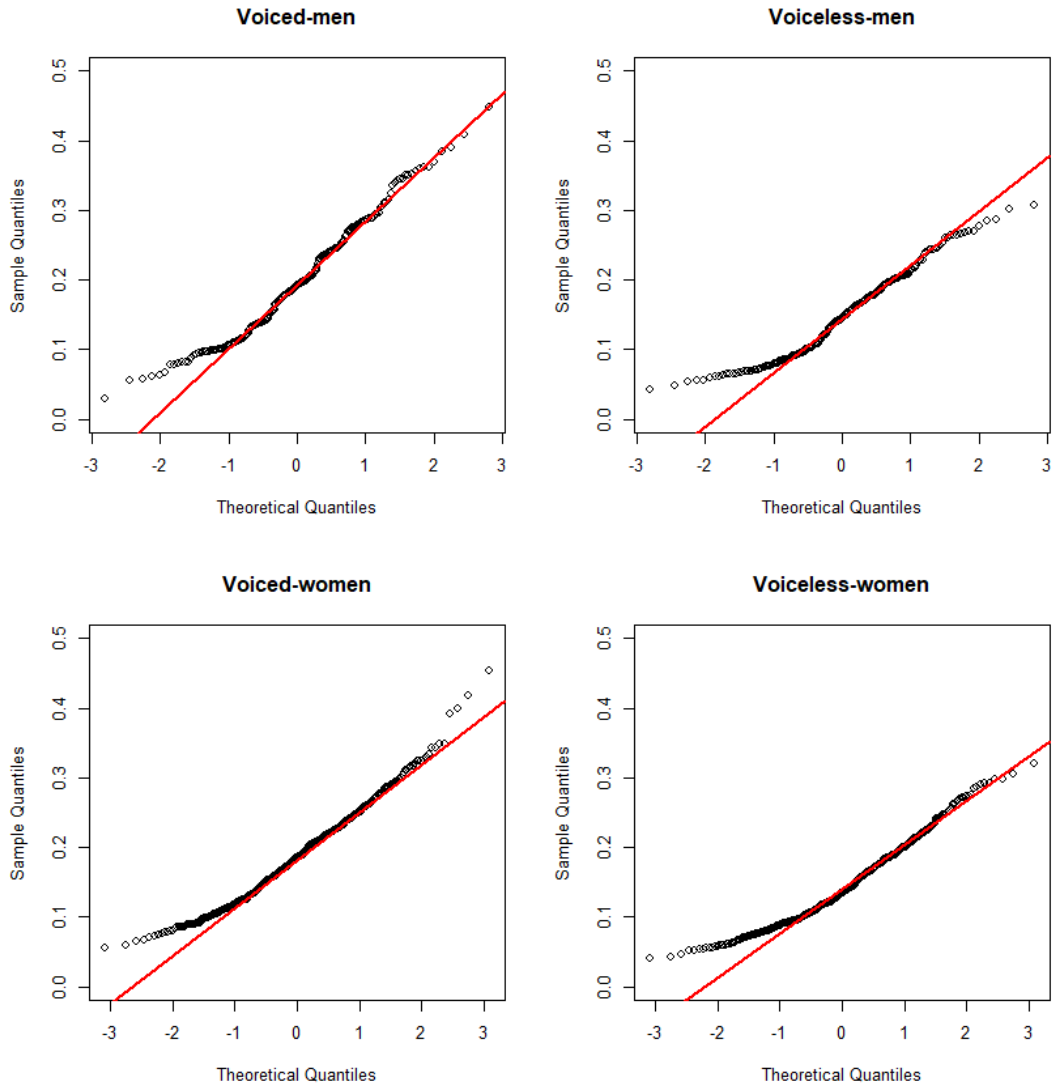 Voiced-men
Sample Quantiles
0.5
0.4
0.3
0.2
0.1
0.0
-3 -2 -1 0 1 2 3
Theoretical Quantiles
Voiceless-men
Sample Quantiles
0.5
0.4
0.3
0.2
0.1
0.0
-3 -2 -1 0 1 2 3
Theoretical Quantiles
Voiced-women
Sample Quantiles
0.5
0.4
0.3
0.2
0.1
0.0
-3 -2 -1 0 1 2 3
Theoretical Quantiles
Voiceless-women
Sample Quantiles
0.5
0.4
0.3
0.2
0.1
0.0
-3 -2 -1 0 1 2 3
Theoretical Quantiles